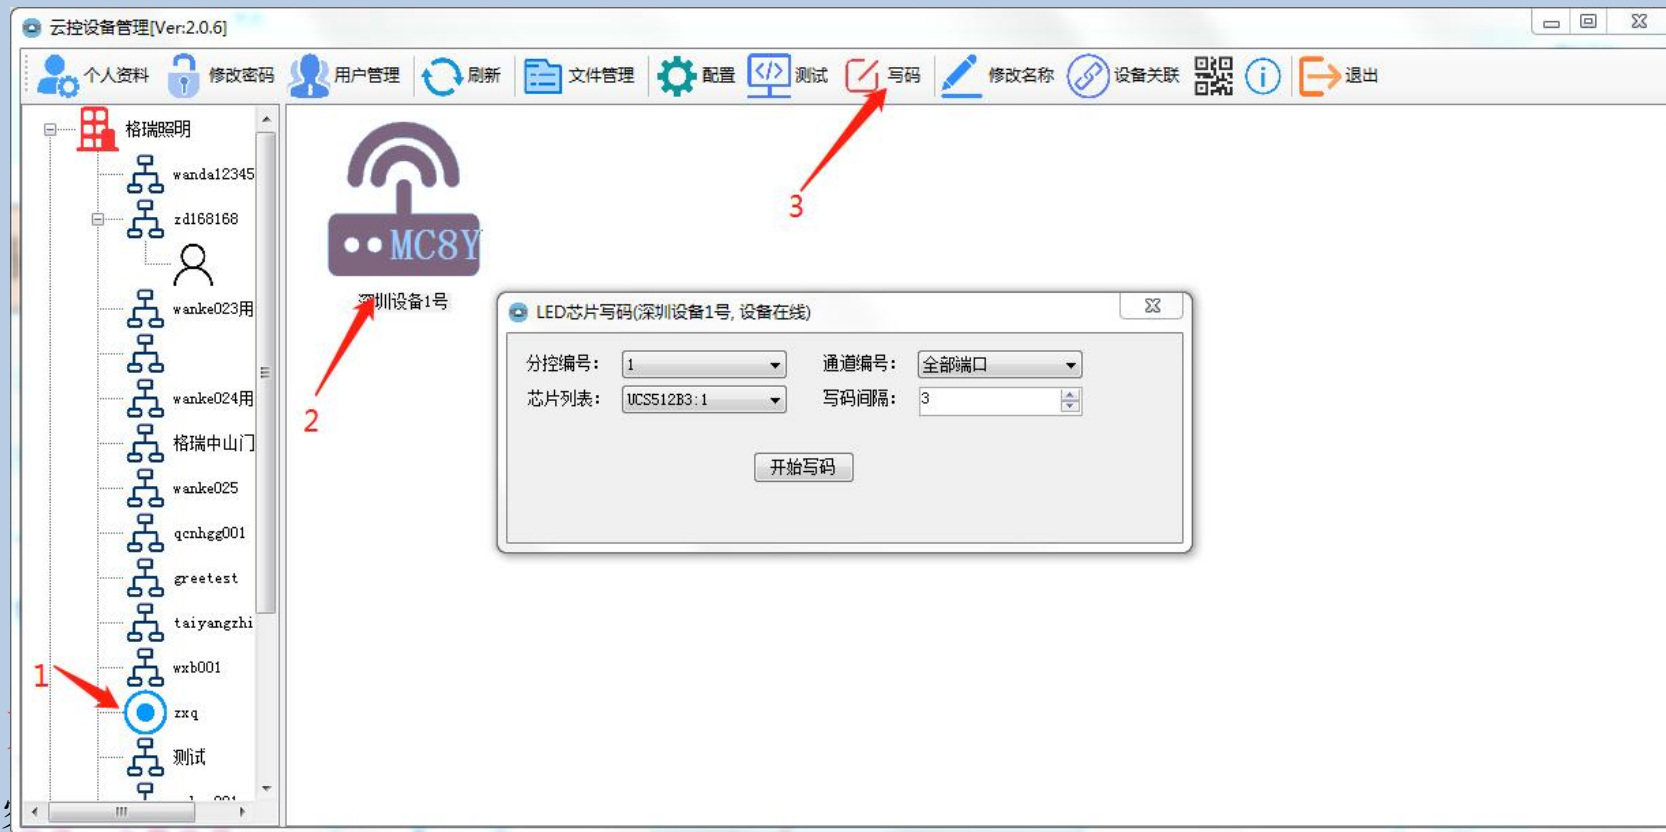 云控设备管理[Ver:2.0.6]
个人资料 修改密码 用户管理 刷新 文件管理 配置 测试 写码 修改名称 设备关联 退出
格瑞照明
wanda12345
zd168168
wanke023用
wanke024用
格瑞中山门
wanke025
qcnhgg001
greetest
taiyangzhi
wxb001
zxq
测试
MC8Y
深圳设备1号
1
2
3
LED芯片写码(深圳设备1号, 设备在线)
分控编号： 1 通道编号： 全部端口
芯片列表： UCS512B3:1 写码间隔： 3
开始写码